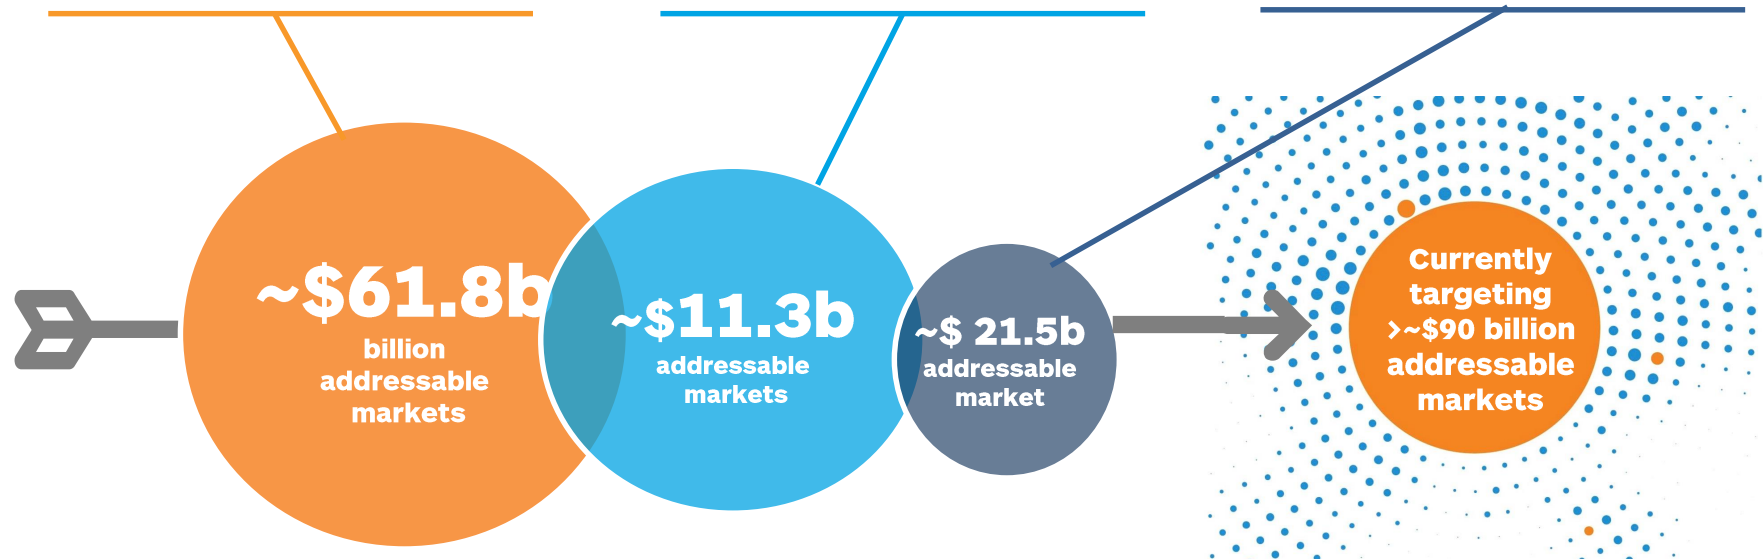 ~$61.8b
billion
addressable
markets
~$11.3b
addressable
markets
~$ 21.5b
addressable
market
Currently
targeting
>~$90 billion
addressable
markets